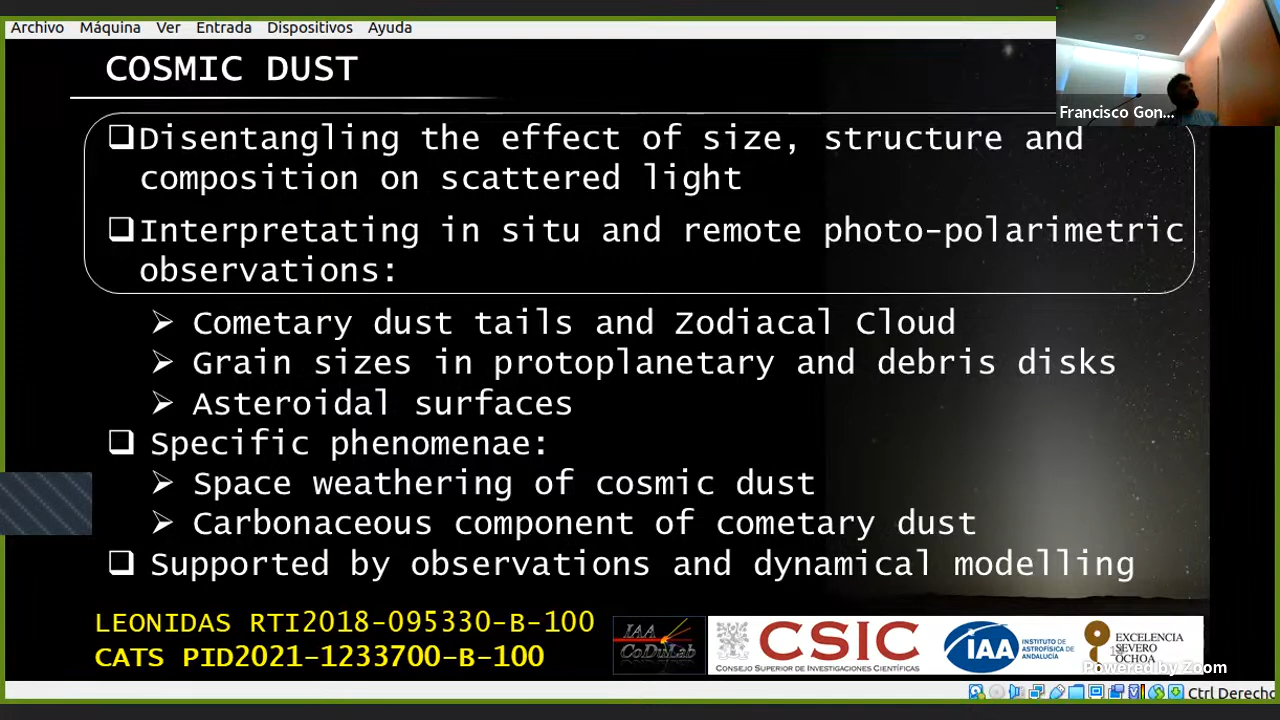 Archivo Máquina Ver Entrada Dispositivos Ayuda
COSMIC DUST
Francisco Gon...
❑Disentangling the effect of size, structure and
composition on scattered light
❑Interpretating in situ and remote photo-polarimetric
observations:
➢ Cometary dust tails and Zodiacal Cloud
➢ Grain sizes in protoplanetary and debris disks
➢ Asteroidal surfaces
❑ Specific phenomenae:
➢ Space weathering of cosmic dust
➢ Carbonaceous component of cometary dust
❑ Supported by observations and dynamical modelling
LEONIDAS RTI2018-095330-B-100
CATS PID2021-1233700-B-100
IAA
CoDuLab
CSIC
CONSEJO SUPERIOR DE INVESTIGACIONES CIENTÍFICAS
IAA
INSTITUTO DE
ASTROFÍSICA DE
ANDALUCÍA
EXCELENCIA
SEVERO
OCHOA
Powered by Zoom
Ctrl Derecho